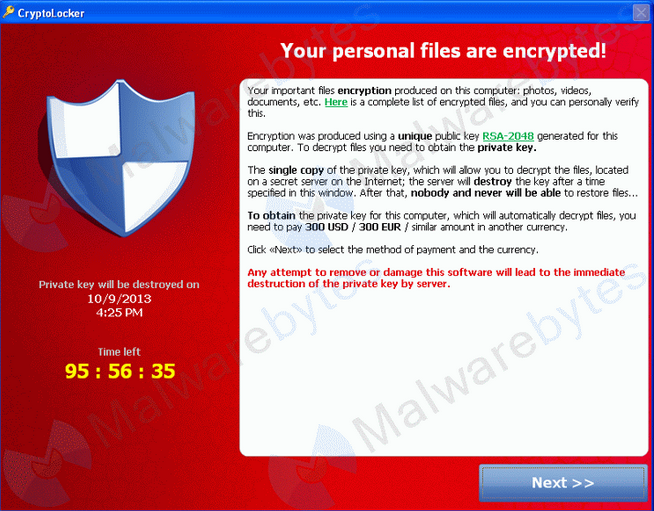 CryptoLocker
Your personal files are encrypted!
Your important files encryption produced on this computer: photos, videos,
documents, etc. Here is a complete list of encrypted files, and you can personally verify
this.
Encryption was produced using a unique public key RSA-2048 generated for this
computer. To decrypt files you need to obtain the private key.
The single copy of the private key, which will allow you to decrypt the files, located
on a secret server on the Internet; the server will destroy the key after a time
specified in this window. After that, nobody and never will be able to restore files...
To obtain the private key for this computer, which will automatically decrypt files, you
need to pay 300 USD / 300 EUR / similar amount in another currency.
Click «Next» to select the method of payment and the currency.
Any attempt to remove or damage this software will lead to the immediate
destruction of the private key by server.
Private key will be destroyed on
10/9/2013
4:25 PM
Time left
95 : 56 : 35
Next >>
Malwarebytes
Malwarebytes
Malwarebytes